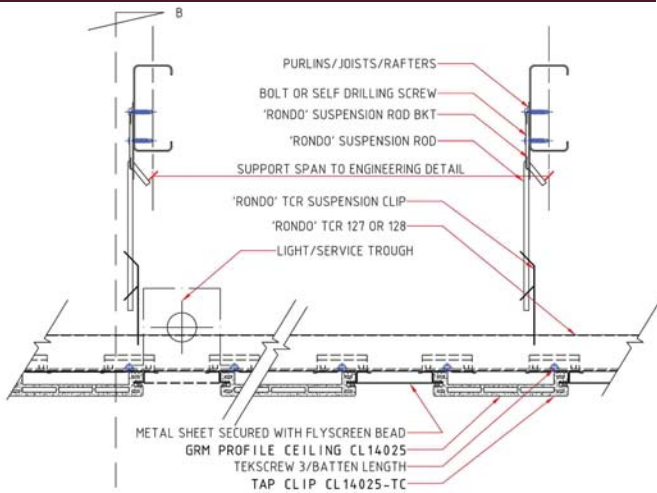 B
PURLINS/JOISTS/RAFTERS
BOLT OR SELF DRILLING SCREW
'RONDO' SUSPENSION ROD BKT
'RONDO' SUSPENSION ROD
SUPPORT SPAN TO ENGINEERING DETAIL
'RONDO' TCR SUSPENSION CLIP
'RONDO' TCR 127 OR 128
LIGHT/SERVICE TROUGH
METAL SHEET SECURED WITH FLYSCREEN BEAD
GRM PROFILE CEILING CL14025
TEKSCREW 3/BATTEN LENGTH
TAP CLIP CL14025-TC